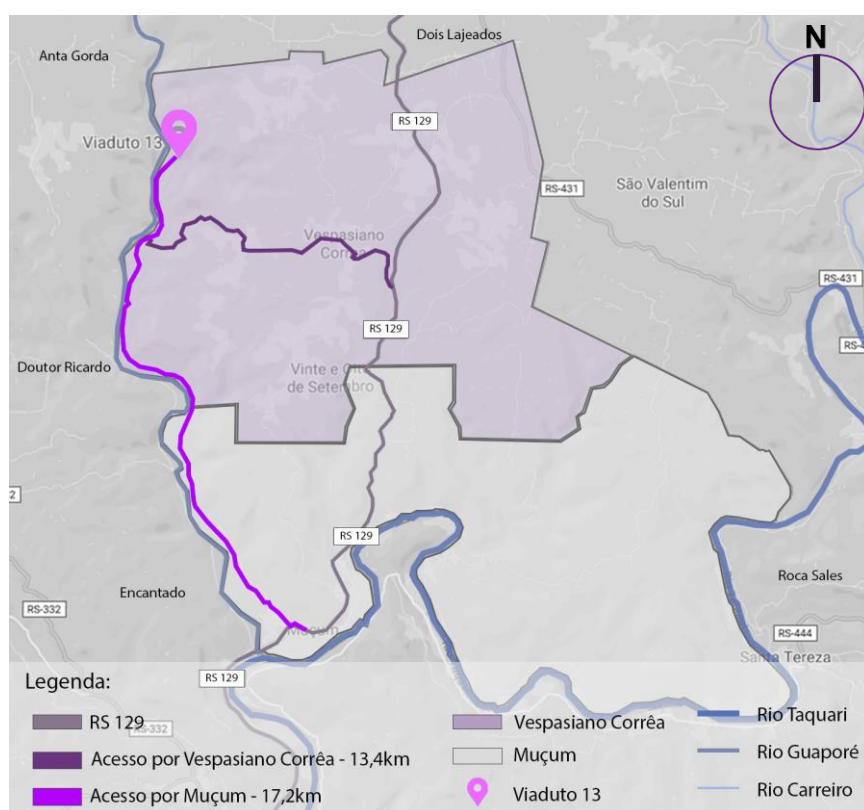 Dois Lajeados
Anta Gorda
N
RS 129
Viaduto 13
RS-431
São Valentim
do Sul
Vespasiano
Corrêa
RS-431
RS 129
Doutor Ricardo
Vinte e Oito
de Setembro
RS 129
Roca Sales
Encantado
RS-332
Muçum
RS-444
Santa Tereza
RS 129
Legenda:
RS 129
Acesso por Vespasiano Corrêa - 13,4km
Acesso por Muçum - 17,2km
Vespasiano Corrêa
Muçum
Viaduto 13
Rio Taquari
Rio Guaporé
Rio Carreiro
RS-332